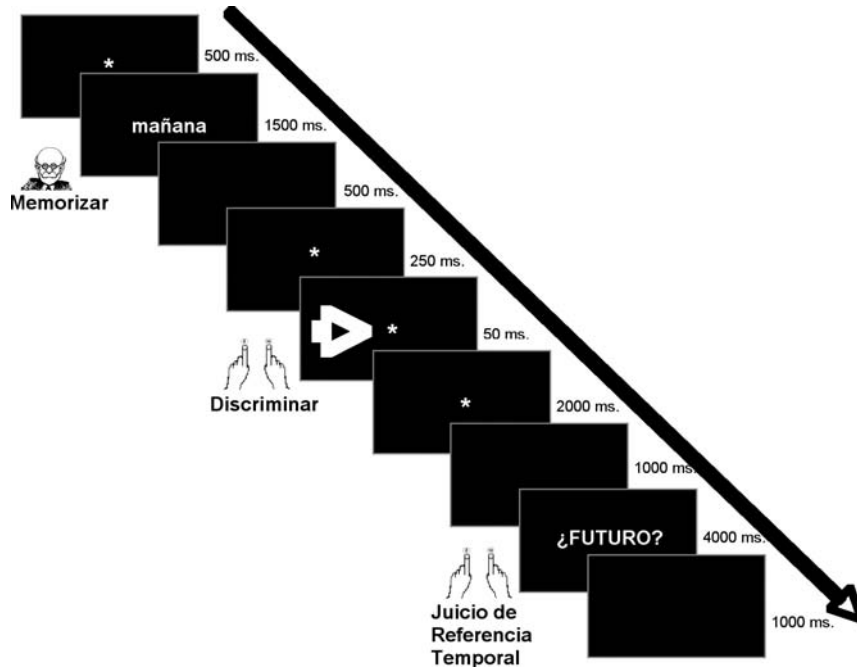 *
500 ms.
mañana
1500 ms.
Memorizar
500 ms.
*
250 ms.
*
50 ms.
Discriminar
*
2000 ms.
1000 ms.
¿FUTURO?
4000 ms.
Juicio de
Referencia
Temporal
1000 ms.